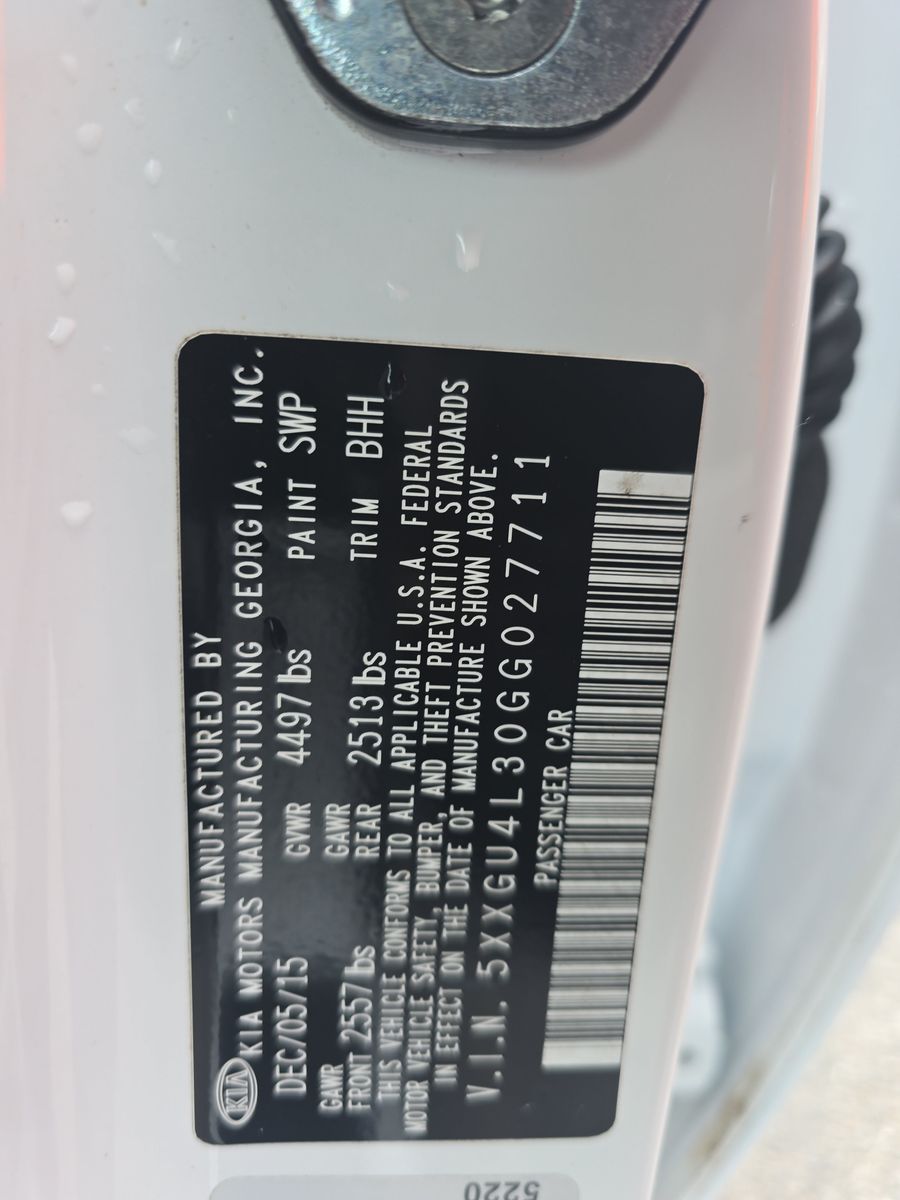 MANUFACTURED BY
KIA KIA MOTORS MANUFACTURING GEORGIA, INC.
DEC/05/15 GVWR 4497 lbs PAINT SWP
GAWR FRONT 2557 lbs GAWR REAR 2513 lbs TRIM BHH
THIS VEHICLE CONFORMS TO ALL APPLICABLE U.S.A. FEDERAL
MOTOR VEHICLE SAFETY, BUMPER, AND THEFT PREVENTION STANDARDS
IN EFFECT ON THE DATE OF MANUFACTURE SHOWN ABOVE.
V.I.N. 5XXGU4L30GG027711
PASSENGER CAR
5220